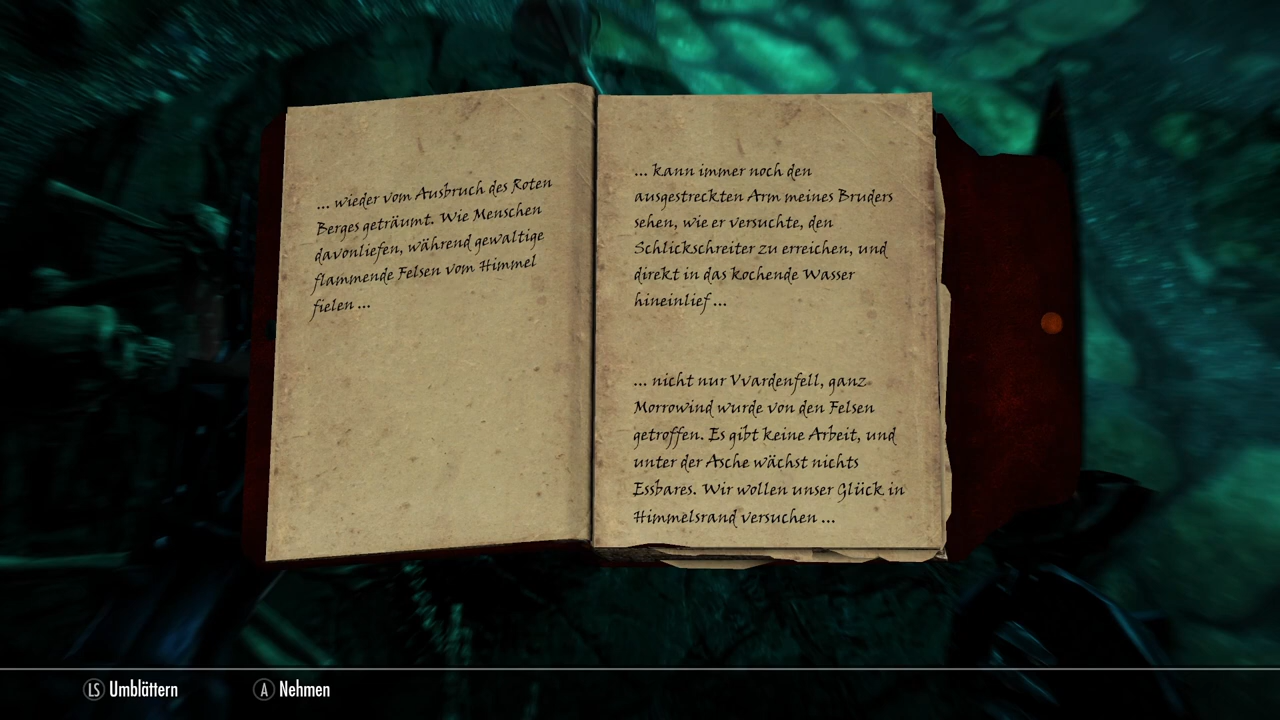 ... wieder vom Ausbruch des Roten
Berges geträumt. Wie Menschen
davonliefen, während gewaltige
flammende Felsen vom Himmel
fielen ...
... kann immer noch den
ausgestreckten Arm meines Bruders
sehen, wie er versuchte, den
Schlickschreiter zu erreichen, und
direkt in das kochende Wasser
hineinlief ...
... nicht nur Vvardenfell, ganz
Morrowind wurde von den Felsen
getroffen. Es gibt keine Arbeit, und
unter der Asche wächst nichts
Essbares. Wir wollen unser Glück in
Himmelsrand versuchen ...
LS Umblättern A Nehmen